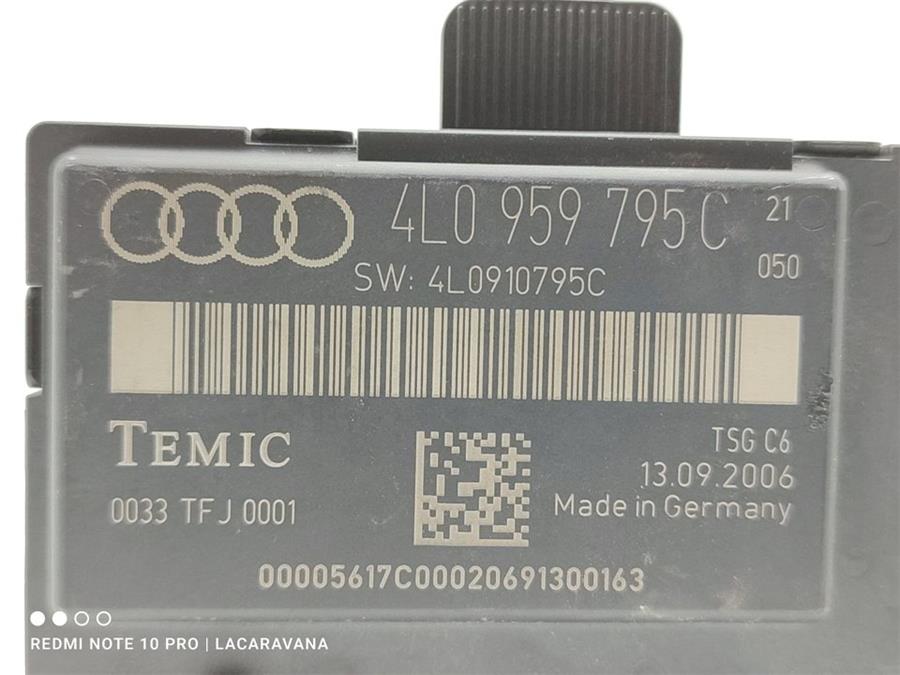 4L0 959 795 C 21
SW: 4L0910795C 050
TEMIC
TSG C6
13.09.2006
0033 TFJ 0001
Made in Germany
00005617C00020691300163
REDMI NOTE 10 PRO | LACARAVANA